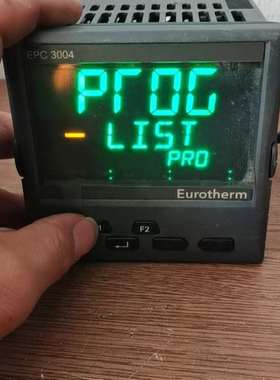 EPC 3004
PrOG
LIST
PRO
Eurotherm
F2